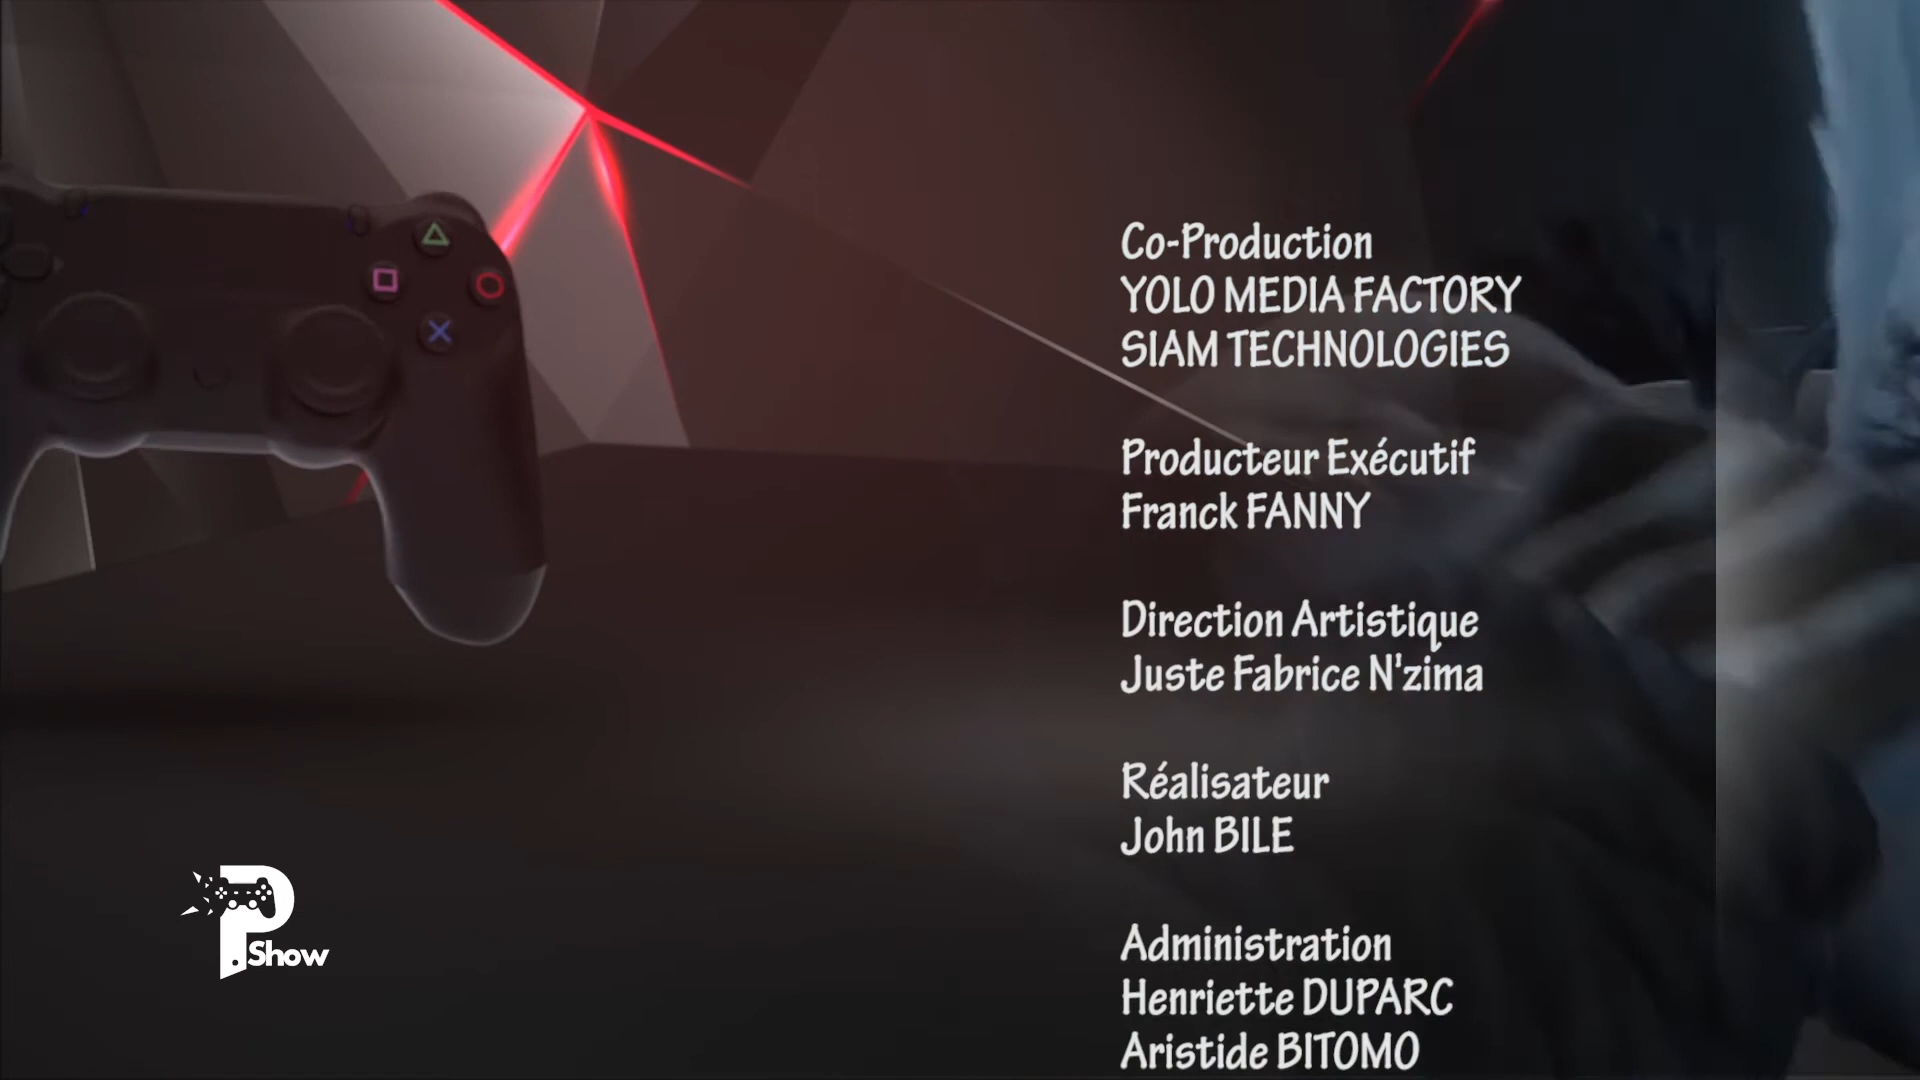 Co-Production
YOLO MEDIA FACTORY
SIAM TECHNOLOGIES
Producteur Exécutif
Franck FANNY
Direction Artistique
Juste Fabrice N'zima
Réalisateur
John BILE
Administration
Henriette DUPARC
Aristide BITOMO
P
Show